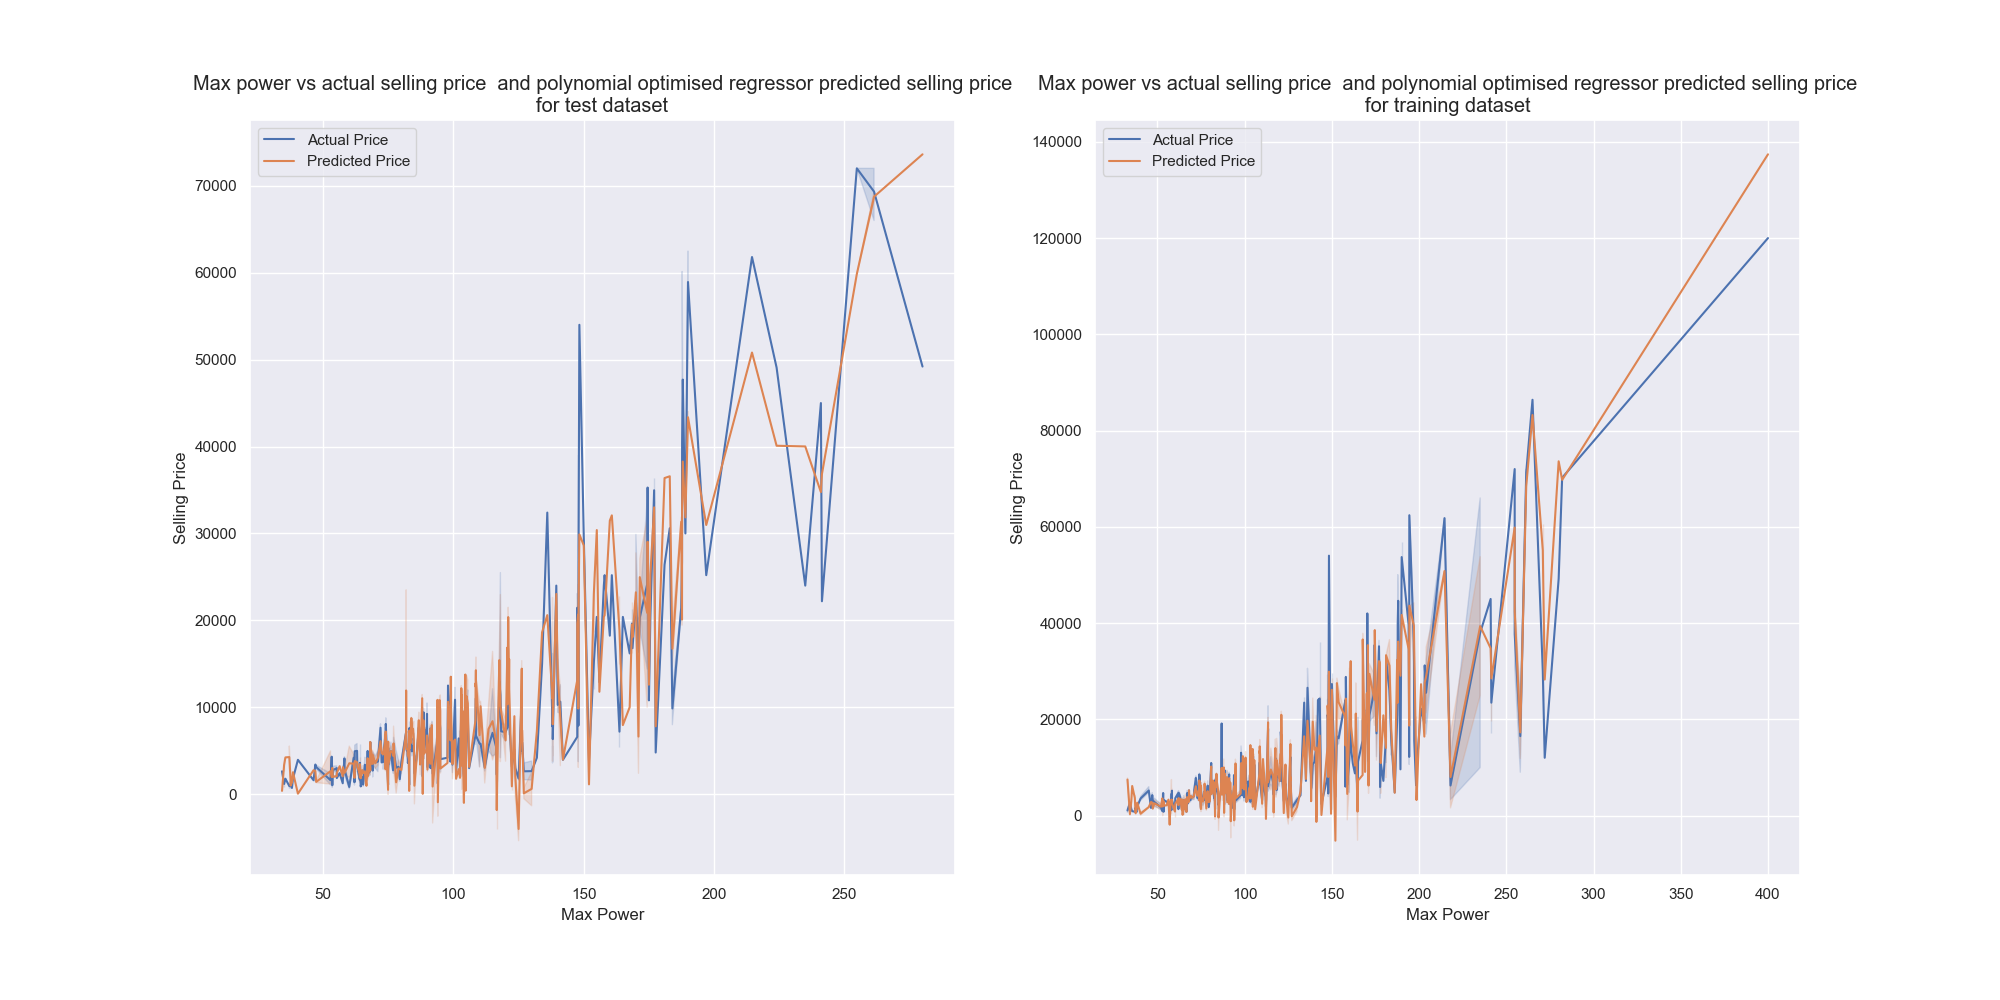 Max power vs actual selling price  and polynomial optimised regressor predicted selling price
for test dataset
Actual Price
Predicted Price
70000
60000
50000
40000
30000
20000
10000
0
Selling Price
50 100 150 200 250
Max Power
Max power vs actual selling price  and polynomial optimised regressor predicted selling price
for training dataset
Actual Price
Predicted Price
140000
120000
100000
80000
60000
40000
20000
0
Selling Price
50 100 150 200 250 300 350 400
Max Power